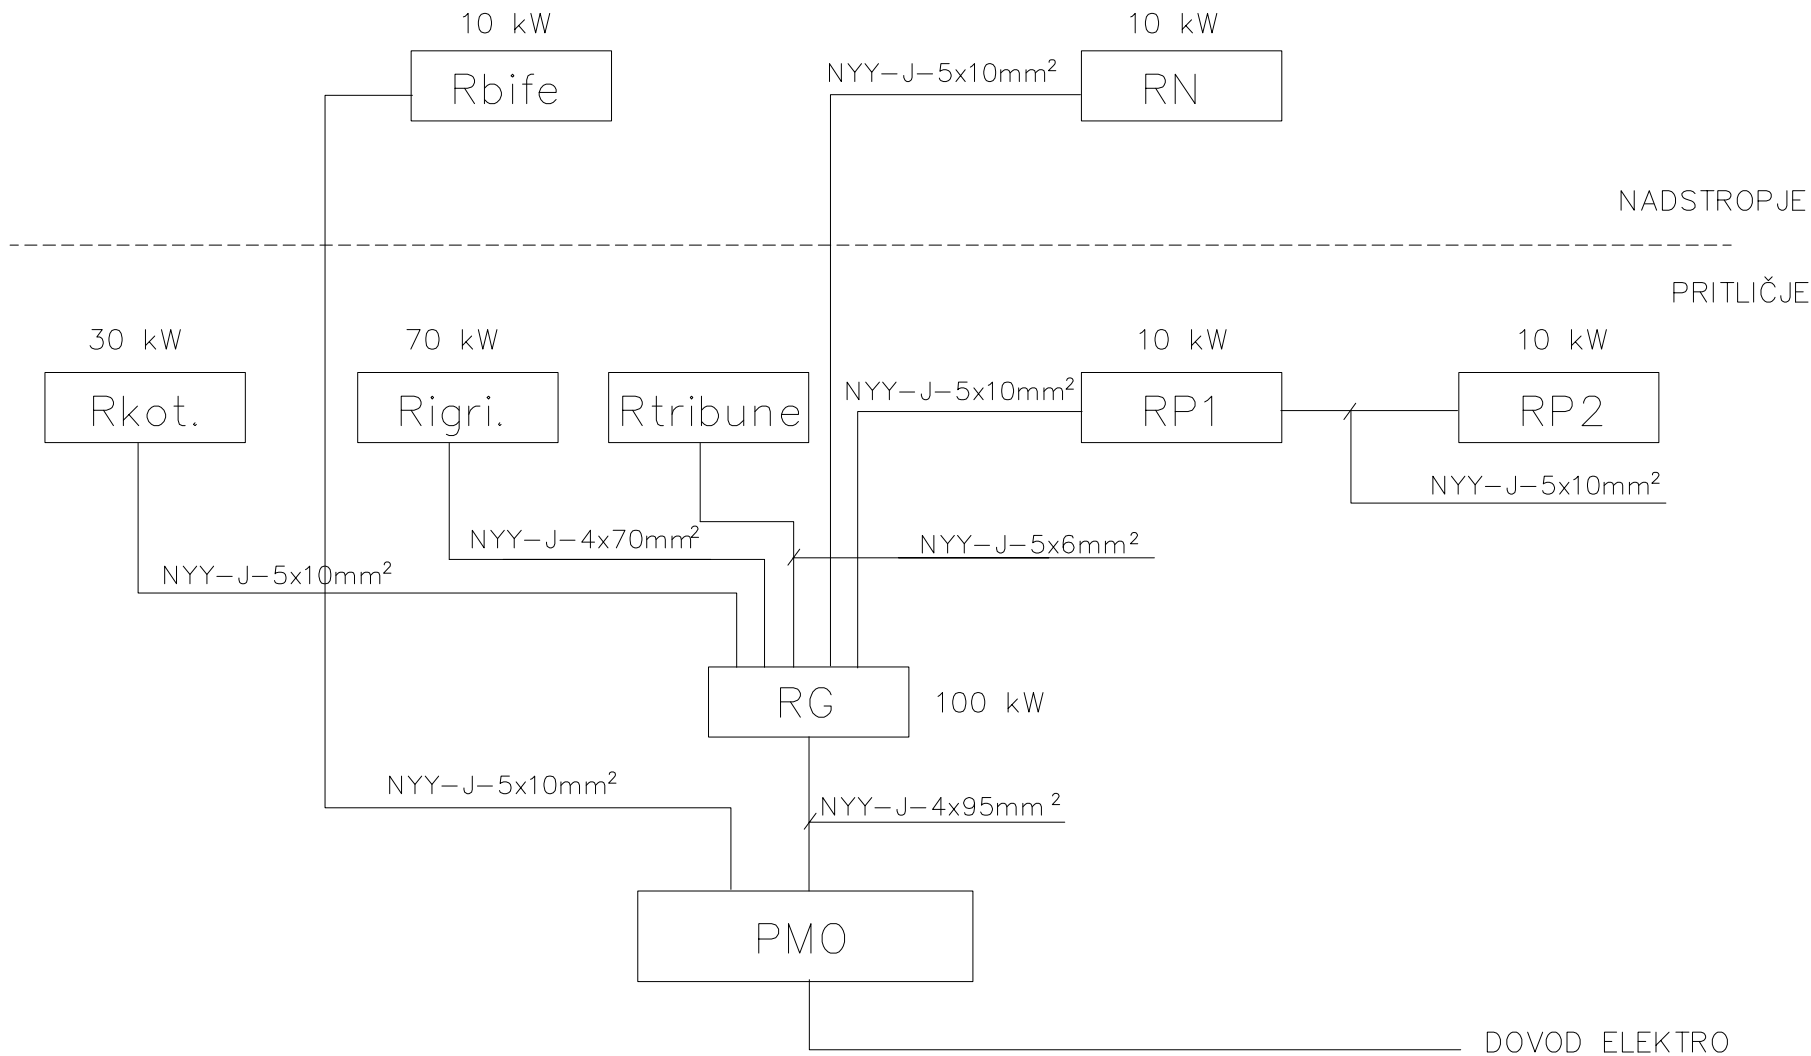 10 kW
10 kW
Rbife
NYY-J-5x10mm²
RN
NADSTROPJE
PRITLIČJE
30 kW
70 kW
10 kW
10 kW
Rkot.
Rigri.
Rtribune
NYY-J-5x10mm²
RP1
RP2
NYY-J-5x10mm²
NYY-J-4x70mm²
NYY-J-5x6mm²
NYY-J-5x10mm²
RG
100 kW
NYY-J-5x10mm²
NYY-J-4x95mm²
PMO
DOVOD ELEKTRO